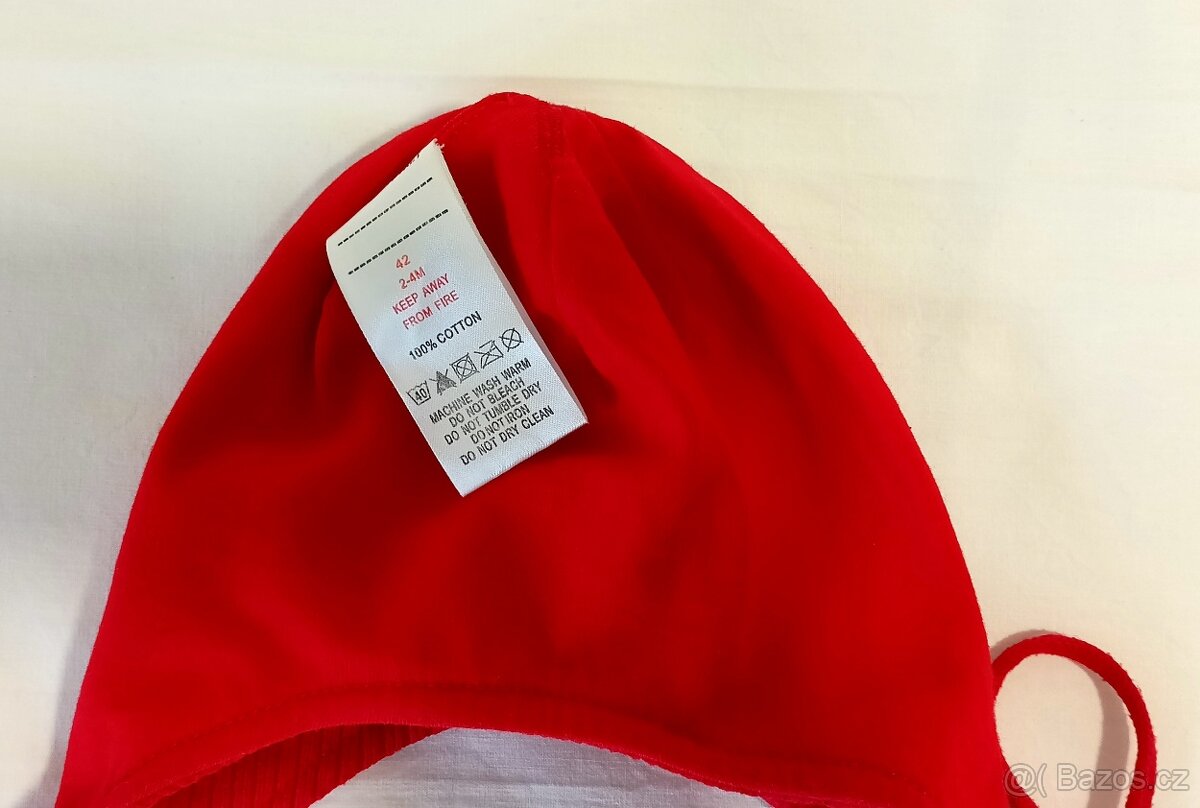 42
2-4M
KEEP AWAY
FROM FIRE
100% COTTON
40
MACHINE WASH WARM
DO NOT BLEACH
DO NOT TUMBLE DRY
DO NOT IRON
DO NOT DRY CLEAN
@( Bazos.cz